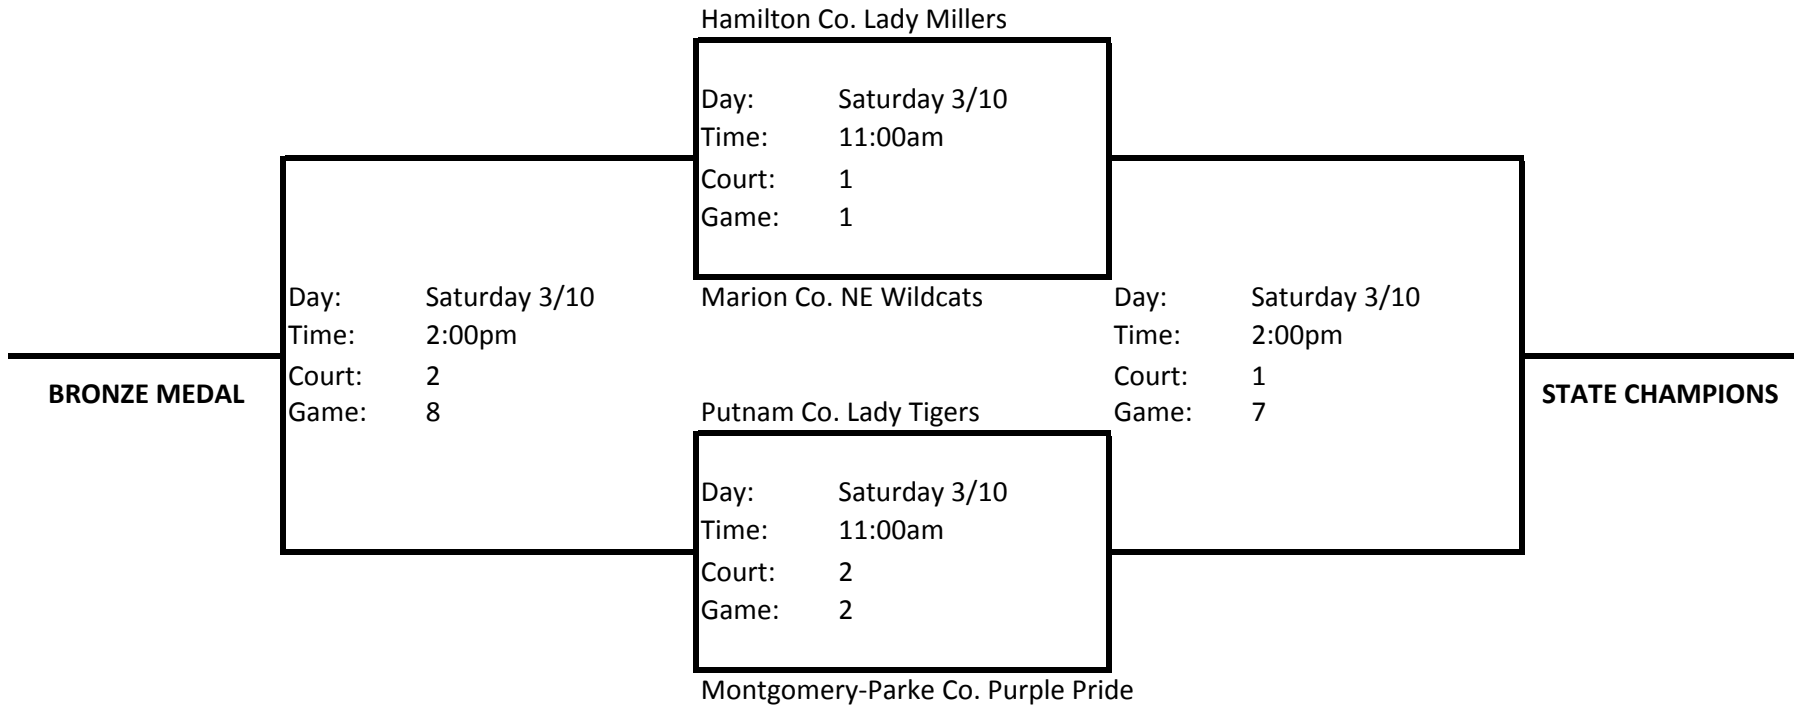 Hamilton Co. Lady Millers
Day: Saturday 3/10
Time: 11:00am
Court: 1
Game: 1
Marion Co. NE Wildcats
Day: Saturday 3/10
Time: 2:00pm
Court: 2
Game: 8
BRONZE MEDAL
Day: Saturday 3/10
Time: 2:00pm
Court: 1
Game: 7
STATE CHAMPIONS
Putnam Co. Lady Tigers
Day: Saturday 3/10
Time: 11:00am
Court: 2
Game: 2
Montgomery-Parke Co. Purple Pride